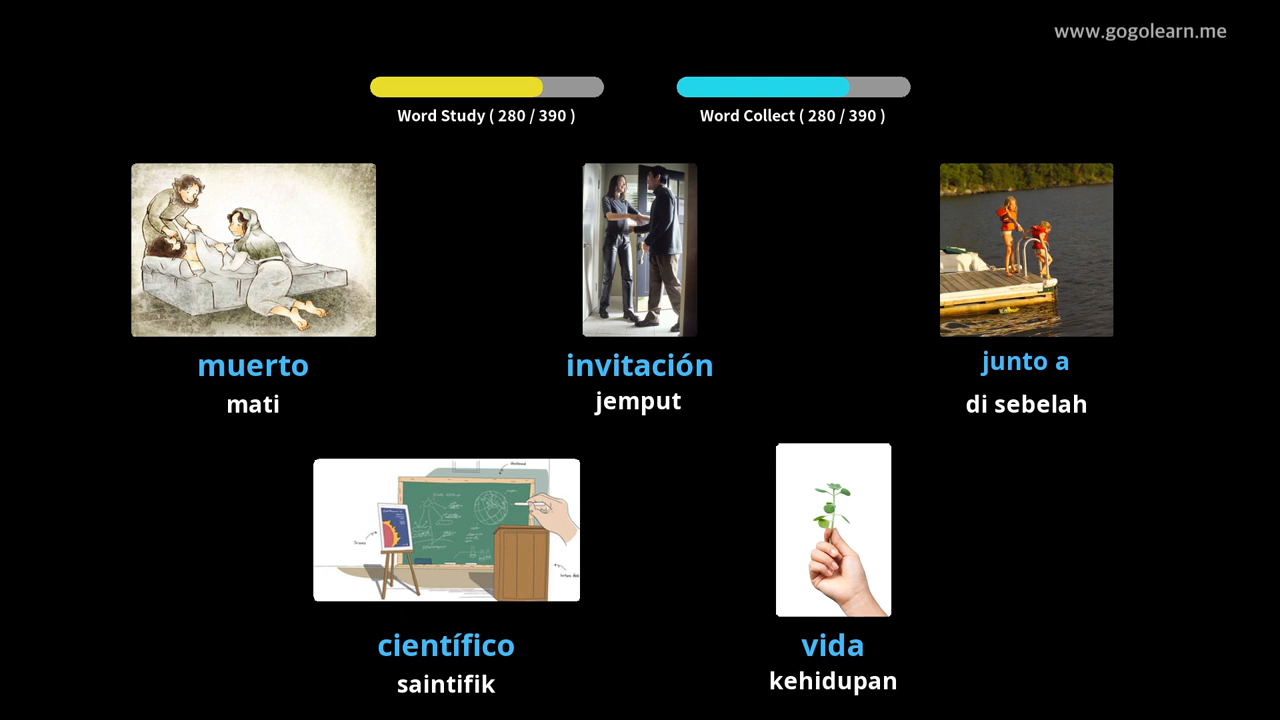 www.gogolearn.me
Word Study ( 280 / 390 )
Word Collect ( 280 / 390 )
muerto
mati
invitación
jemput
junto a
di sebelah
científico
saintifik
vida
kehidupan